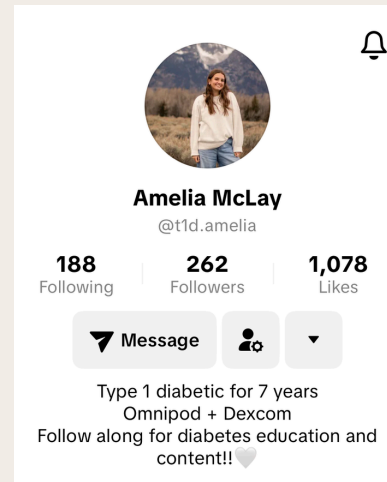 Amelia McLay
@t1d.amelia
188 262 1,078
Following Followers Likes
Message
Type 1 diabetic for 7 years
Omnipod + Dexcom
Follow along for diabetes education and
content!!🤍